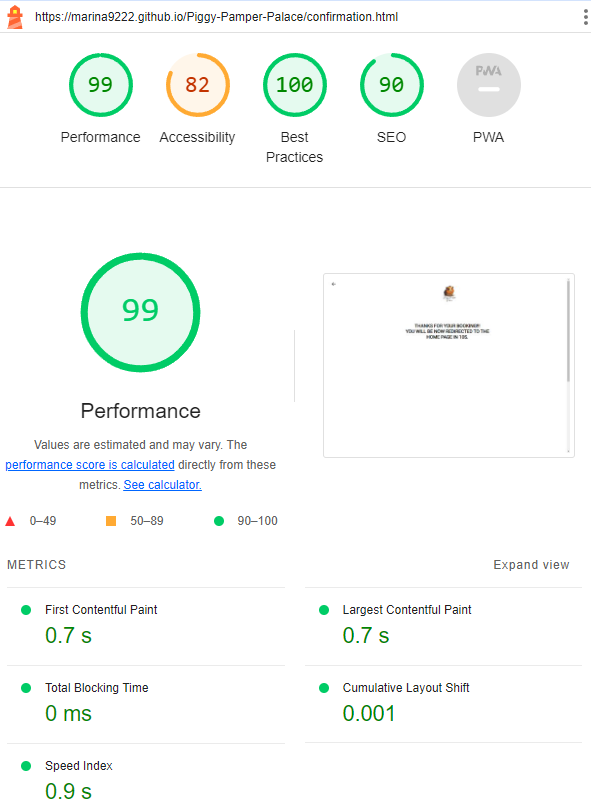 https://marina9222.github.io/Piggy-Pamper-Palace/confirmation.html
99
82
100
90
PWA
Performance
Accessibility
Best
Practices
SEO
PWA
99
THANKS FOR YOUR BOOKING!!
YOU WILL BE NOW REDIRECTED TO THE
HOME PAGE IN 10S.
Performance
Values are estimated and may vary. The
performance score is calculated directly from these
metrics. See calculator.
0–49
50–89
90–100
METRICS
Expand view
First Contentful Paint
0.7 s
Largest Contentful Paint
0.7 s
Total Blocking Time
0 ms
Cumulative Layout Shift
0.001
Speed Index
0.9 s